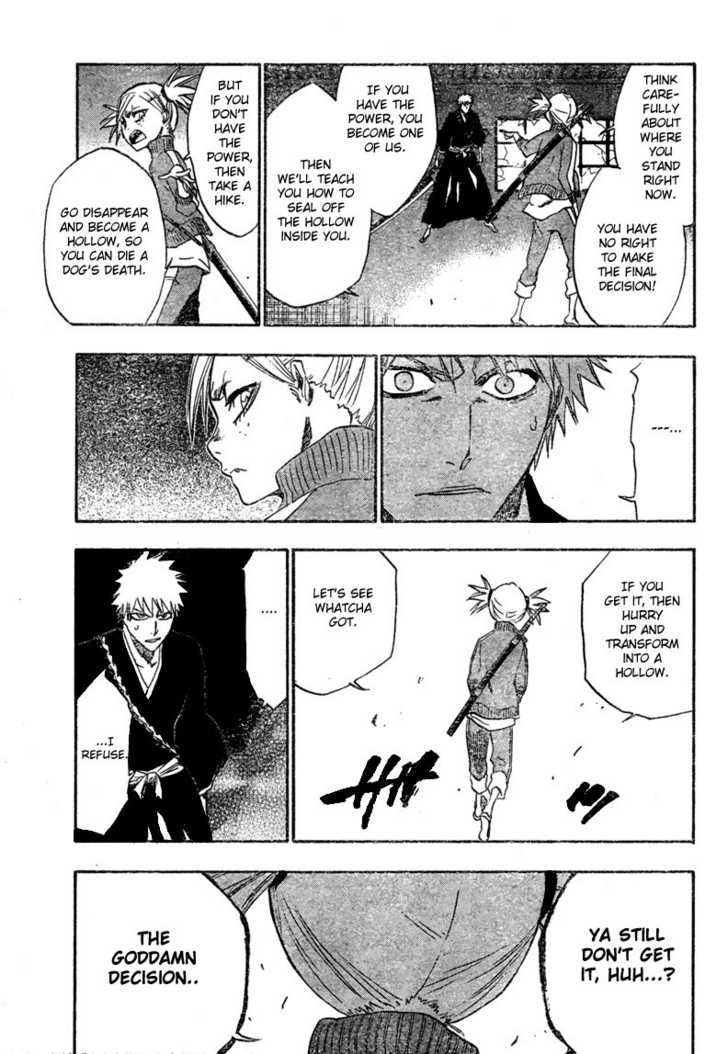 THINK
CARE-
FULLY
ABOUT
WHERE
YOU
STAND
RIGHT
NOW.
YOU HAVE
NO RIGHT
TO MAKE
THE FINAL
DECISION!
IF YOU
HAVE THE
POWER, YOU
BECOME ONE
OF US.
THEN
WE'LL TEACH
YOU HOW TO
SEAL OFF
THE HOLLOW
INSIDE YOU.
BUT
IF YOU
DON'T
HAVE
THE
POWER,
THEN TAKE
A HIKE.
GO DISAPPEAR
AND BECOME A
HOLLOW, SO
YOU CAN DIE A
DOG'S DEATH.
---...
IF YOU
GET IT, THEN
HURRY
UP AND
TRANSFORM
INTO A
HOLLOW.
LET'S SEE
WHATCHA
GOT.
....
...I
REFUSE.
YA STILL
DON'T GET
IT, HUH...?
THE
GODDAMN
DECISION..